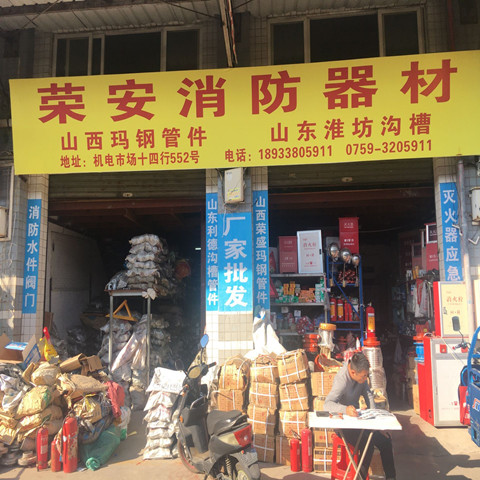 荣安消防器材
山西玛钢管件 山东淮坊沟槽
地址：机电市场十四行552号 电话：18933805911 0759-3205911
消防水件阀门
山东利德沟槽管件
厂家批发
山西荣盛玛钢管件
灭火器应急